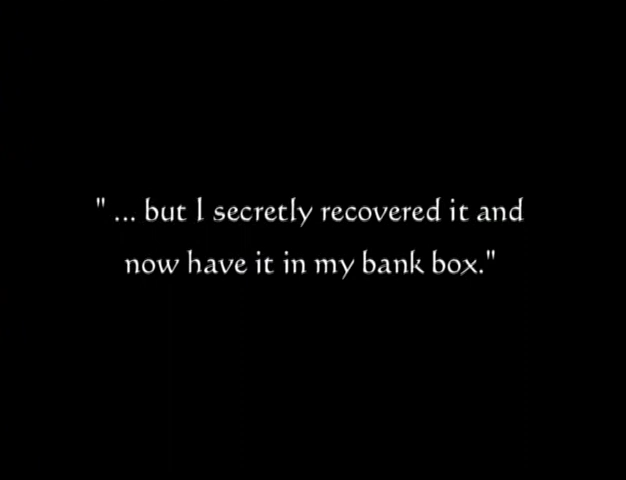 " ... but I secretly recovered it and
now have it in my bank box."